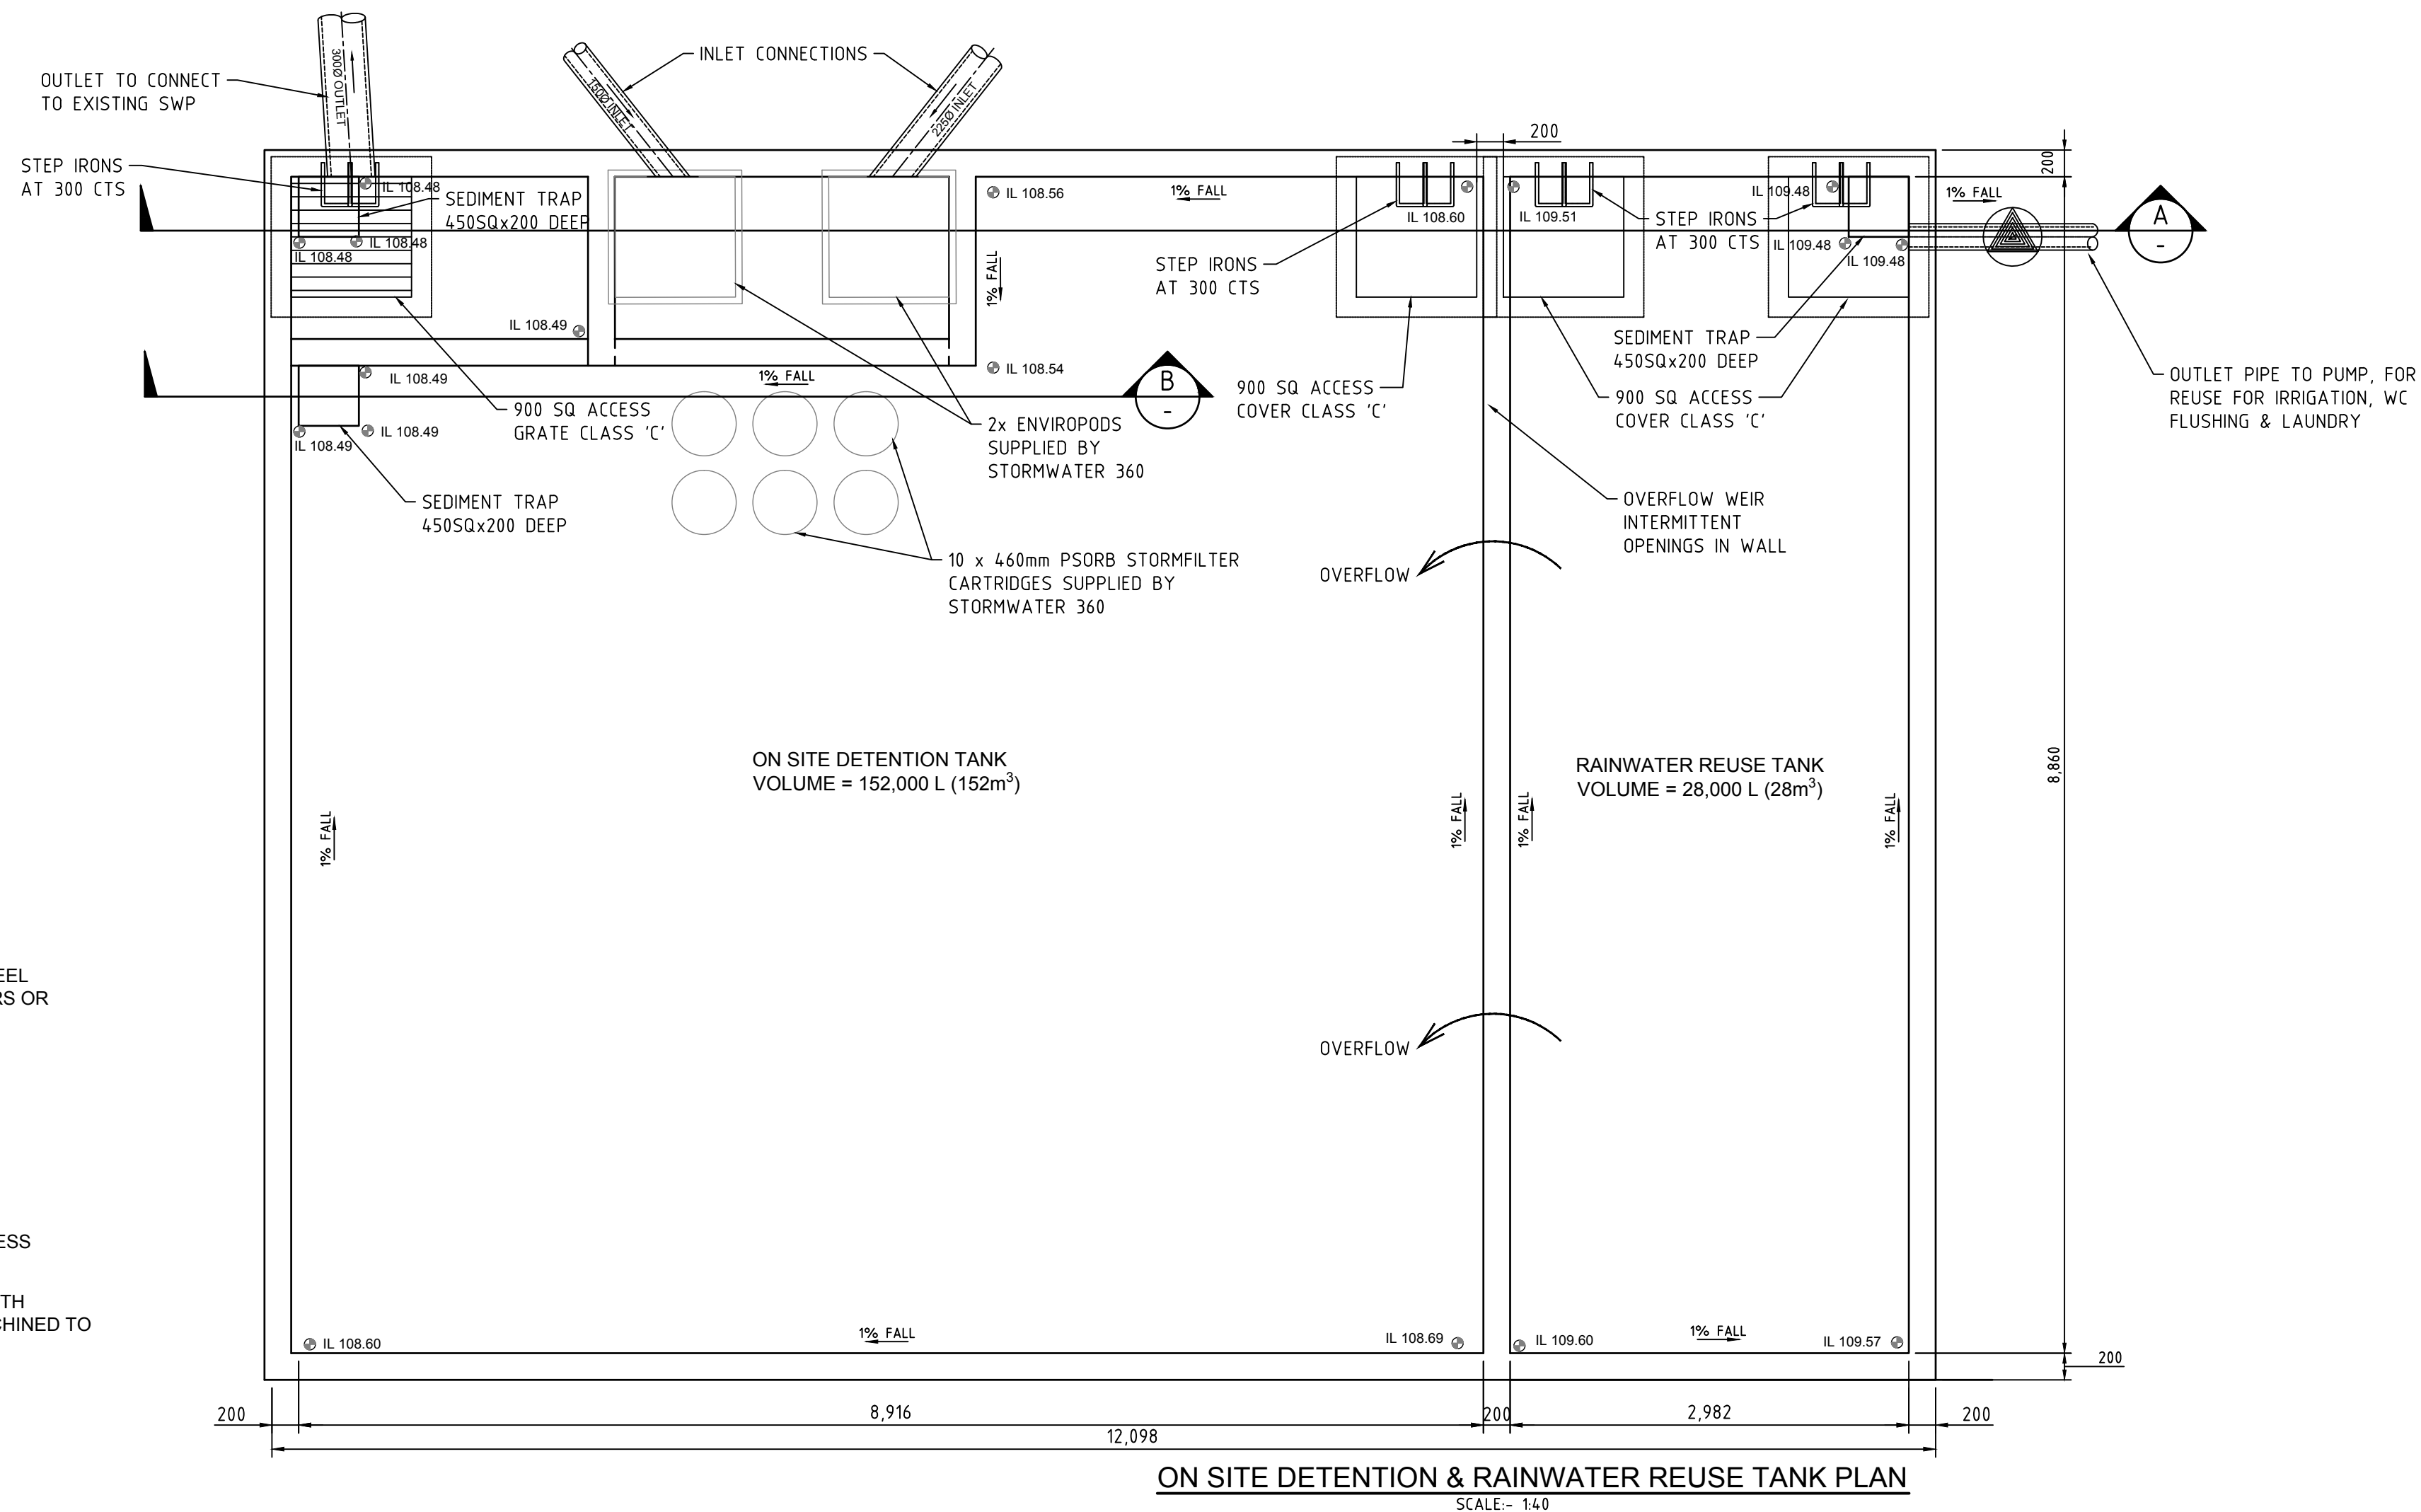 OUTLET TO CONNECT
TO EXISTING SWP
300Ø OUTLET
INLET CONNECTIONS
150Ø INLET
225Ø INLET
STEP IRONS
AT 300 CTS
IL 108.48
SEDIMENT TRAP
450SQx200 DEEP
IL 108.48
IL 108.48
IL 108.49
IL 108.56
1% FALL
1% FALL
IL 108.54
200
IL 108.60
IL 109.51
STEP IRONS
AT 300 CTS
STEP IRONS
AT 300 CTS
IL 109.48
IL 109.48
IL 109.48
1% FALL
200
A
-
SEDIMENT TRAP
450SQx200 DEEP
900 SQ ACCESS
COVER CLASS 'C'
900 SQ ACCESS
COVER CLASS 'C'
OUTLET PIPE TO PUMP, FOR
REUSE FOR IRRIGATION, WC
FLUSHING & LAUNDRY
IL 108.49
1% FALL
B
-
900 SQ ACCESS
GRATE CLASS 'C'
IL 108.49
IL 108.49
2x ENVIROPODS
SUPPLIED BY
STORMWATER 360
SEDIMENT TRAP
450SQx200 DEEP
OVERFLOW WEIR
INTERMITTENT
OPENINGS IN WALL
10 x 460mm PSORB STORMFILTER
CARTRIDGES SUPPLIED BY
STORMWATER 360
OVERFLOW
ON SITE DETENTION TANK
VOLUME = 152,000 L (152m³)
RAINWATER REUSE TANK
VOLUME = 28,000 L (28m³)
8,860
1% FALL
1% FALL
1% FALL
1% FALL
EEL
RS OR
OVERFLOW
ESS
TH
CHINED TO
IL 108.60
1% FALL
IL 108.69
IL 109.60
1% FALL
IL 109.57
200
200
8,916
200
2,982
200
12,098
ON SITE DETENTION & RAINWATER REUSE TANK PLAN
SCALE:- 1:40